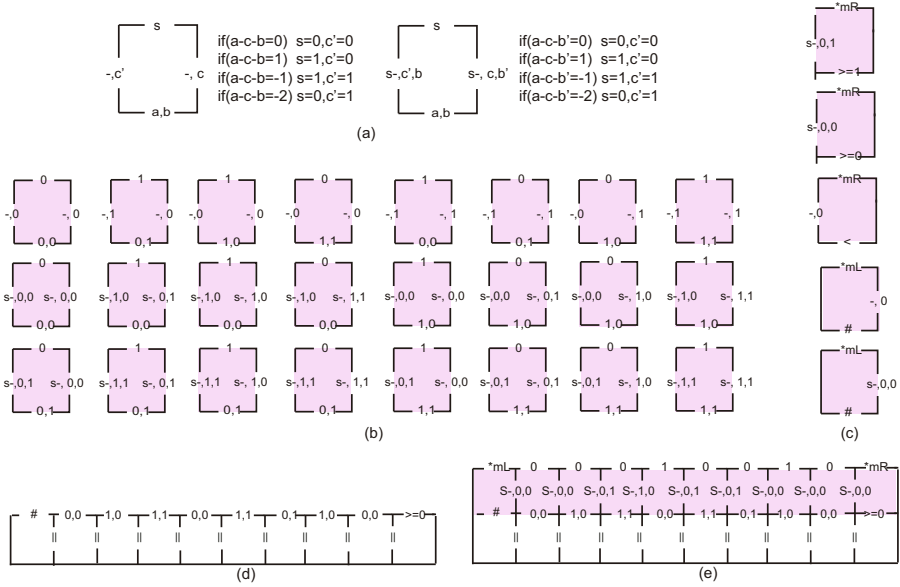 s
-,c'
-, c
a,b
if(a-c-b=0) s=0,c'=0
if(a-c-b=1) s=1,c'=0
if(a-c-b=-1) s=1,c'=1
if(a-c-b=-2) s=0,c'=1
s
s-,c',b
s-, c,b'
a,b
if(a-c-b'=0) s=0,c'=0
if(a-c-b'=1) s=1,c'=0
if(a-c-b'=-1) s=1,c'=1
if(a-c-b'=-2) s=0,c'=1
(a)
0 1 1 0 1 0 0 1
-,0 -, 0 -,1 -, 0 -,0 -, 0 -,0 -, 0 -,1 -, 1 -,1 -, 1 -,0 -, 1 -,1 -, 1
0,0 0,1 1,0 1,1 0,0 0,1 1,0 1,1
0 1 1 0 1 0 0 1
s-,0,0 s-, 0,0 s-,1,0 s-, 0,1 s-,1,0 s-, 1,0 s-,1,0 s-, 1,1 s-,0,0 s-, 0,0 s-,0,0 s-, 0,1 s-,0,0 s-, 1,0 s-,1,0 s-, 1,1
0,0 0,0 0,0 0,0 1,0 1,0 1,0 1,0
0 1 1 0 1 0 0 1
s-,0,1 s-, 0,0 s-,1,1 s-, 0,1 s-,1,1 s-, 1,0 s-,1,1 s-, 1,1 s-,0,1 s-, 0,0 s-,0,1 s-, 0,1 s-,0,1 s-, 1,0 s-,1,1 s-, 1,1
0,1 0,1 0,1 0,1 1,1 1,1 1,1 1,1
(b)
*mR
s-,0,1
>=1
*mR
s-,0,0
>=0
*mR
-,0
<
*mL
-, 0
#
*mL
s-,0,0
#
(c)
# 0,0 1,0 1,1 0,0 1,1 0,1 1,0 0,0 >=0
= = = = = = = = =
(d)
*mL 0 0 0 1 0 0 1 0 *mR
S-,0,0 S-,0,0 S-,0,1 S-,1,0 S-,0,1 S-,0,1 S-,0,0 S-,0,0 S-,0,0
# 0,0 1,0 1,1 0,0 1,1 0,1 1,0 0,0 >=0
= = = = = = = = =
(e)